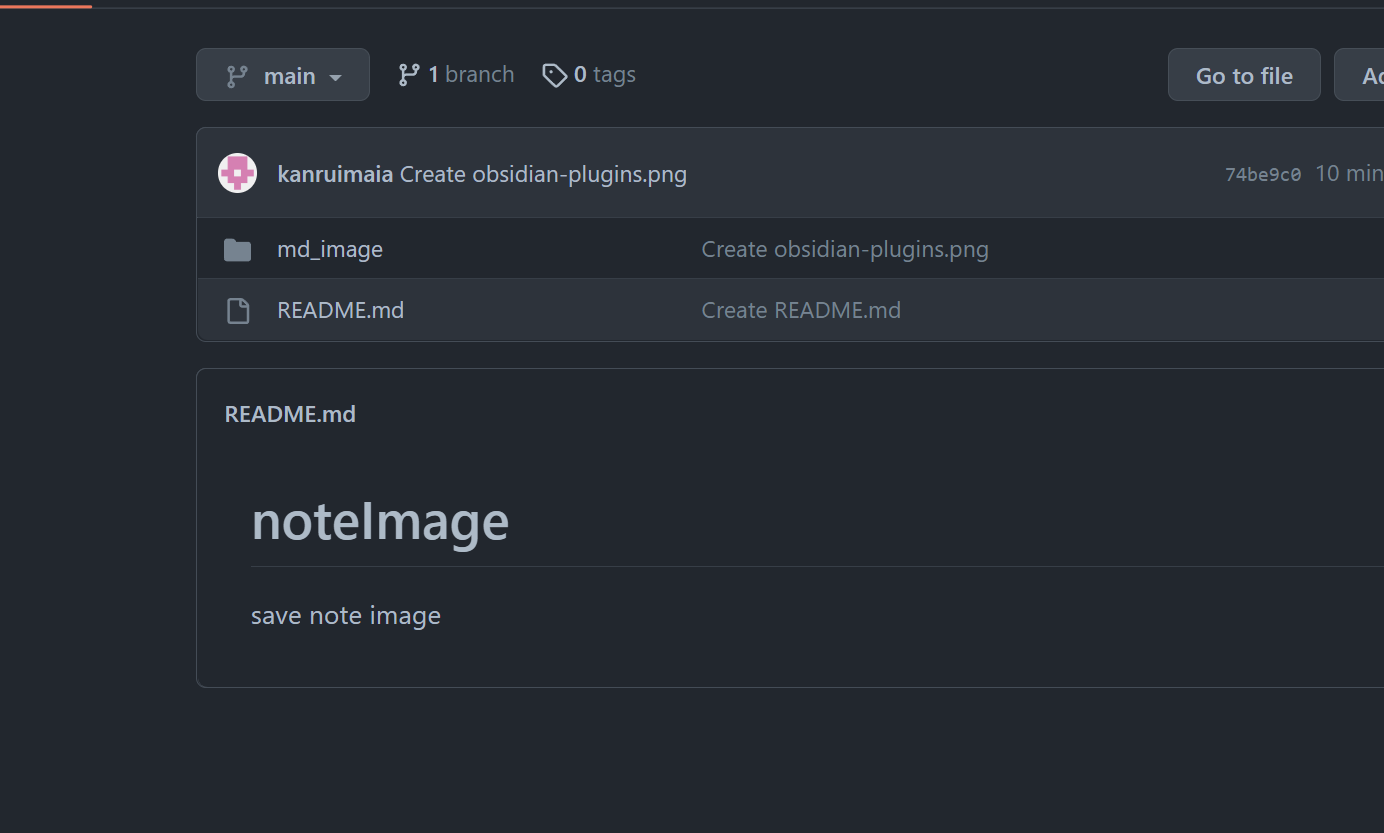 main 1 branch 0 tags Go to file
kanruimaia Create obsidian-plugins.png 74be9c0 10 min
md_image Create obsidian-plugins.png
README.md Create README.md
README.md
noteImage
save note image